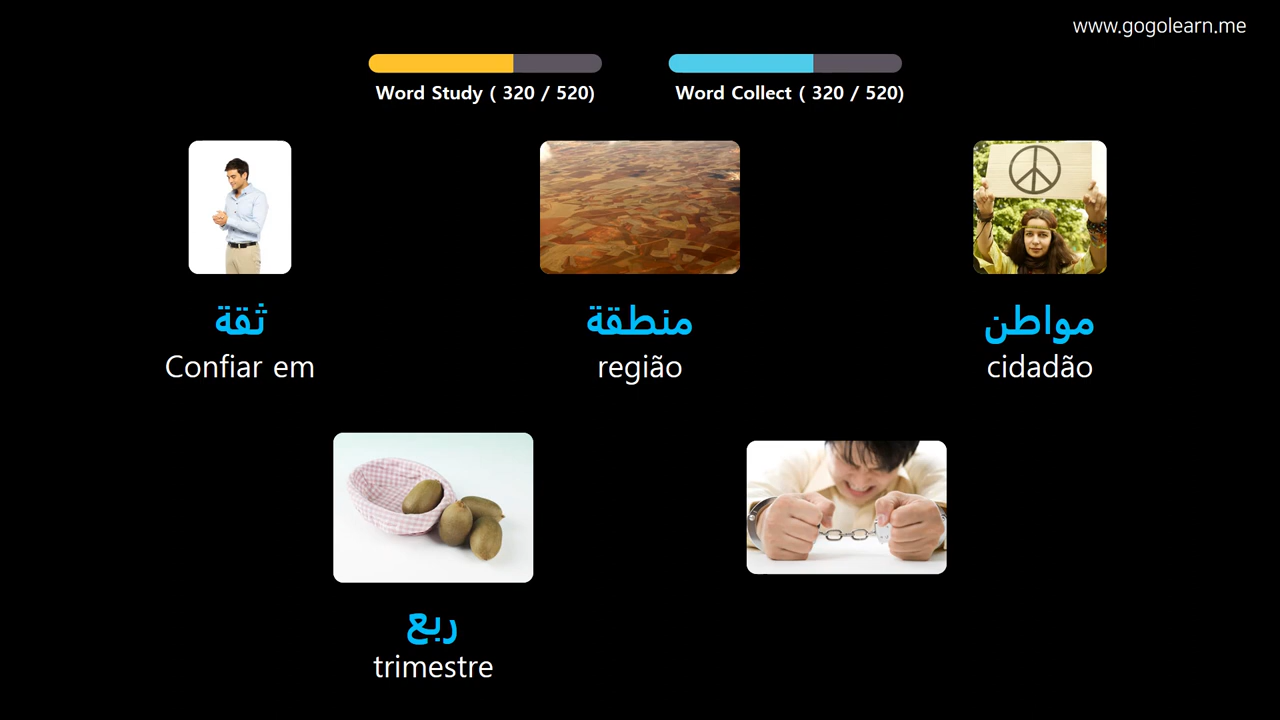 www.gogolearn.me
Word Study ( 320 / 520)
Word Collect ( 320 / 520)
ثقة
Confiar em
منطقة
região
مواطن
cidadão
ربع
trimestre